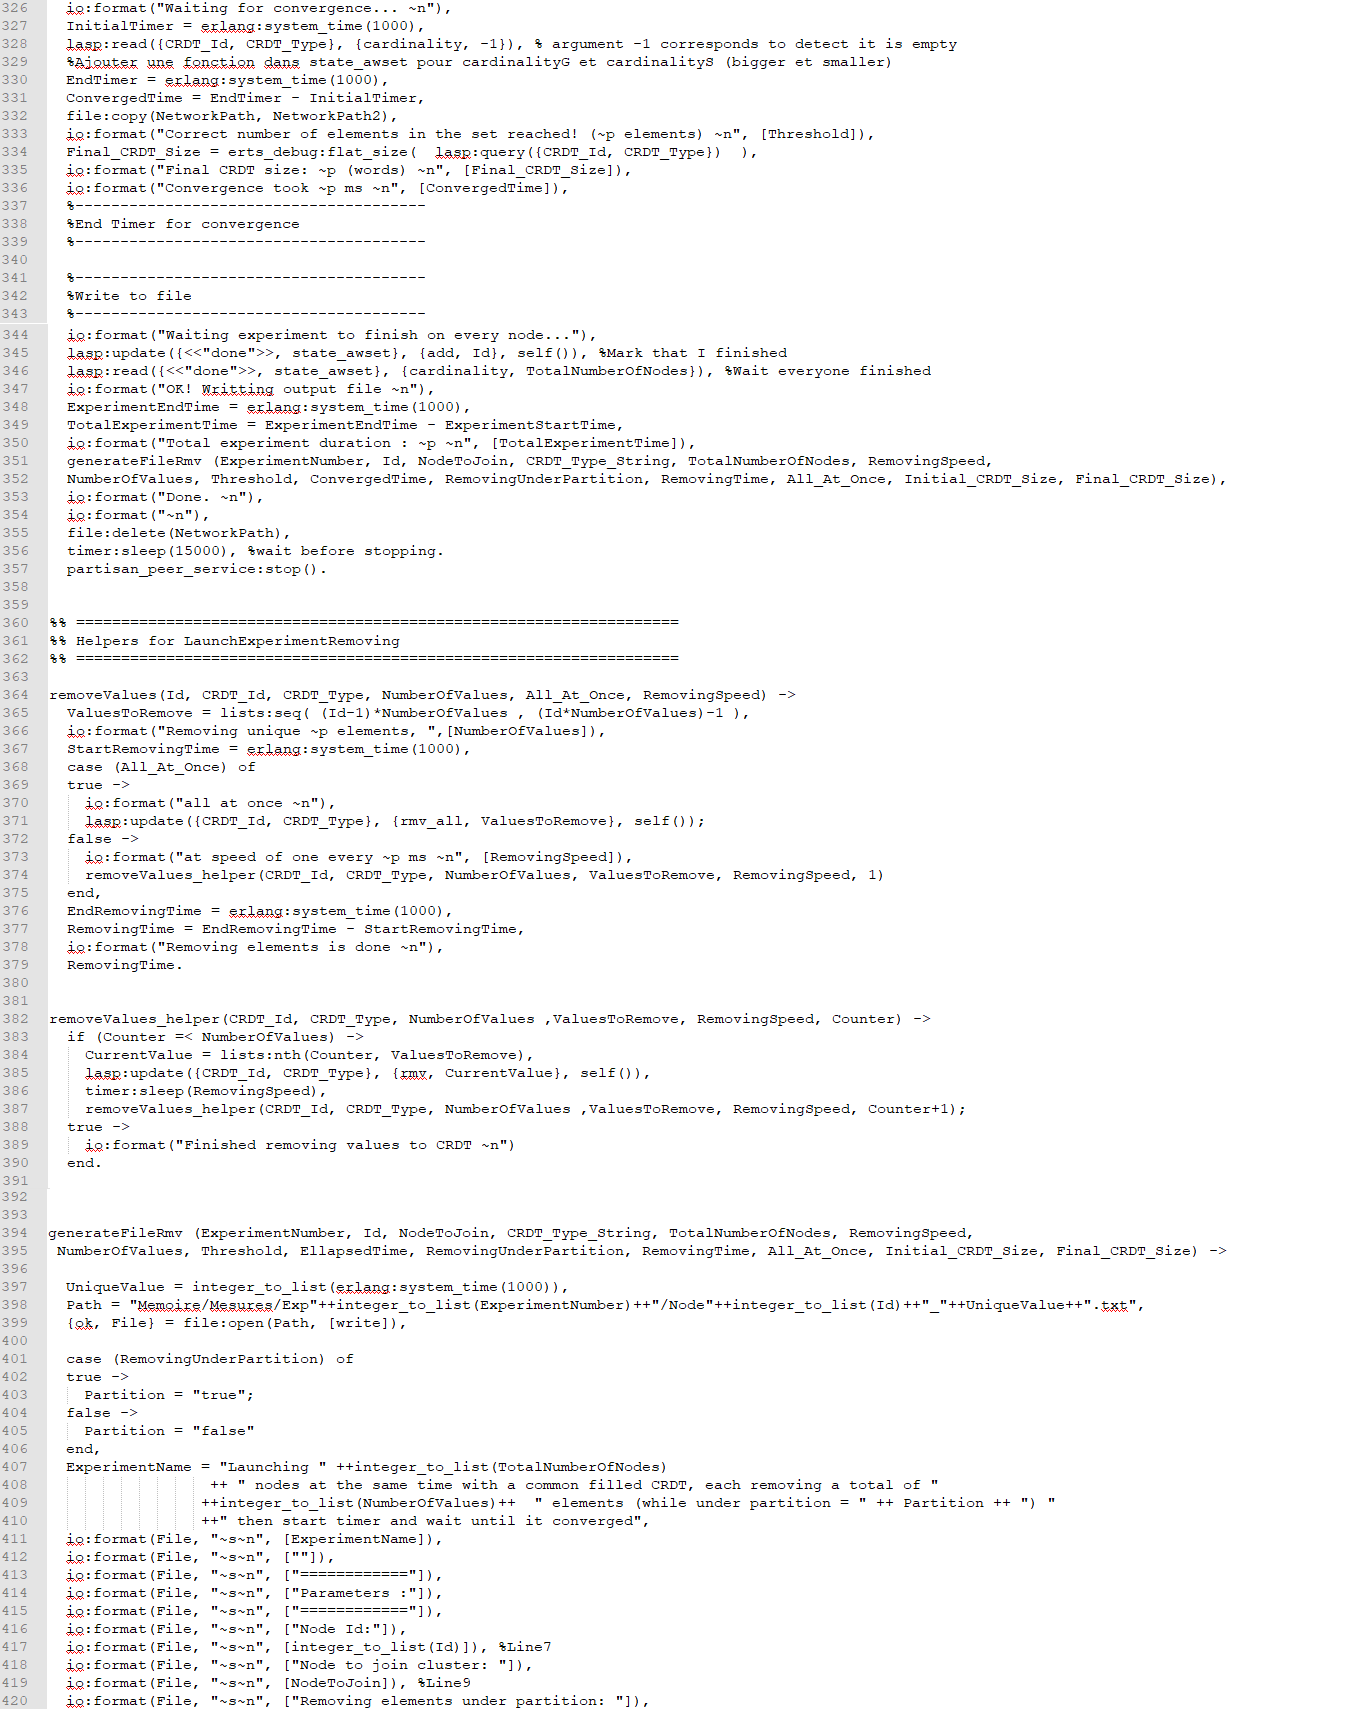 326 io:format("Waiting for convergence... ~n"),
327 InitialTimer = erlang:system_time(1000),
328 lasp:read({CRDT_Id, CRDT_Type}, {cardinality, -1}), % argument -1 corresponds to detect it is empty
329 %Ajouter une fonction dans state_awset pour cardinalityG et cardinalityS (bigger et smaller)
330 EndTimer = erlang:system_time(1000),
331 ConvergedTime = EndTimer - InitialTimer,
332 file:copy(NetworkPath, NetworkPath2),
333 io:format("Correct number of elements in the set reached! (~p elements) ~n", [Threshold]),
334 Final_CRDT_Size = erts_debug:flat_size(  lasp:query({CRDT_Id, CRDT_Type})  ),
335 io:format("Final CRDT size: ~p (words) ~n", [Final_CRDT_Size]),
336 io:format("Convergence took ~p ms ~n", [ConvergedTime]),
337 %---------------------------------------
338 %End Timer for convergence
339 %---------------------------------------
340
341 %---------------------------------------
342 %Write to file
343 %---------------------------------------
344 io:format("Waiting experiment to finish on every node..."),
345 lasp:update({<<"done">>, state_awset}, {add, Id}, self()), %Mark that I finished
346 lasp:read({<<"done">>, state_awset}, {cardinality, TotalNumberOfNodes}), %Wait everyone finished
347 io:format("OK! Writting output file ~n"),
348 ExperimentEndTime = erlang:system_time(1000),
349 TotalExperimentTime = ExperimentEndTime - ExperimentStartTime,
350 io:format("Total experiment duration : ~p ~n", [TotalExperimentTime]),
351 generateFileRmv (ExperimentNumber, Id, NodeToJoin, CRDT_Type_String, TotalNumberOfNodes, RemovingSpeed,
352 NumberOfValues, Threshold, ConvergedTime, RemovingUnderPartition, RemovingTime, All_At_Once, Initial_CRDT_Size, Final_CRDT_Size),
353 io:format("Done. ~n"),
354 io:format("~n"),
355 file:delete(NetworkPath),
356 timer:sleep(15000), %wait before stopping.
357 partisan_peer_service:stop().
358
359
360 %% ===================================================================
361 %% Helpers for LaunchExperimentRemoving
362 %% ===================================================================
363
364 removeValues(Id, CRDT_Id, CRDT_Type, NumberOfValues, All_At_Once, RemovingSpeed) ->
365 ValuesToRemove = lists:seq( (Id-1)*NumberOfValues , (Id*NumberOfValues)-1 ),
366 io:format("Removing unique ~p elements, ",[NumberOfValues]),
367 StartRemovingTime = erlang:system_time(1000),
368 case (All_At_Once) of
369 true ->
370 io:format("all at once ~n"),
371 lasp:update({CRDT_Id, CRDT_Type}, {rmv_all, ValuesToRemove}, self());
372 false ->
373 io:format("at speed of one every ~p ms ~n", [RemovingSpeed]),
374 removeValues_helper(CRDT_Id, CRDT_Type, NumberOfValues, ValuesToRemove, RemovingSpeed, 1)
375 end,
376 EndRemovingTime = erlang:system_time(1000),
377 RemovingTime = EndRemovingTime - StartRemovingTime,
378 io:format("Removing elements is done ~n"),
379 RemovingTime.
380
381
382 removeValues_helper(CRDT_Id, CRDT_Type, NumberOfValues ,ValuesToRemove, RemovingSpeed, Counter) ->
383 if (Counter =< NumberOfValues) ->
384 CurrentValue = lists:nth(Counter, ValuesToRemove),
385 lasp:update({CRDT_Id, CRDT_Type}, {rmv, CurrentValue}, self()),
386 timer:sleep(RemovingSpeed),
387 removeValues_helper(CRDT_Id, CRDT_Type, NumberOfValues ,ValuesToRemove, RemovingSpeed, Counter+1);
388 true ->
389 io:format("Finished removing values to CRDT ~n")
390 end.
391
392
393
394 generateFileRmv (ExperimentNumber, Id, NodeToJoin, CRDT_Type_String, TotalNumberOfNodes, RemovingSpeed,
395 NumberOfValues, Threshold, EllapsedTime, RemovingUnderPartition, RemovingTime, All_At_Once, Initial_CRDT_Size, Final_CRDT_Size) ->
396
397 UniqueValue = integer_to_list(erlang:system_time(1000)),
398 Path = "Memoire/Mesures/Exp"++integer_to_list(ExperimentNumber)++"/Node"++integer_to_list(Id)++"_"++UniqueValue++".txt",
399 {ok, File} = file:open(Path, [write]),
400
401 case (RemovingUnderPartition) of
402 true ->
403 Partition = "true";
404 false ->
405 Partition = "false"
406 end,
407 ExperimentName = "Launching " ++integer_to_list(TotalNumberOfNodes)
408 ++ " nodes at the same time with a common filled CRDT, each removing a total of "
409 ++integer_to_list(NumberOfValues)++  " elements (while under partition = " ++ Partition ++ ") "
410 ++" then start timer and wait until it converged",
411 io:format(File, "~s~n", [ExperimentName]),
412 io:format(File, "~s~n", [""]),
413 io:format(File, "~s~n", ["============"]),
414 io:format(File, "~s~n", ["Parameters :"]),
415 io:format(File, "~s~n", ["============"]),
416 io:format(File, "~s~n", ["Node Id:"]),
417 io:format(File, "~s~n", [integer_to_list(Id)]), %Line7
418 io:format(File, "~s~n", ["Node to join cluster: "]),
419 io:format(File, "~s~n", [NodeToJoin]), %Line9
420 io:format(File, "~s~n", ["Removing elements under partition: "]),